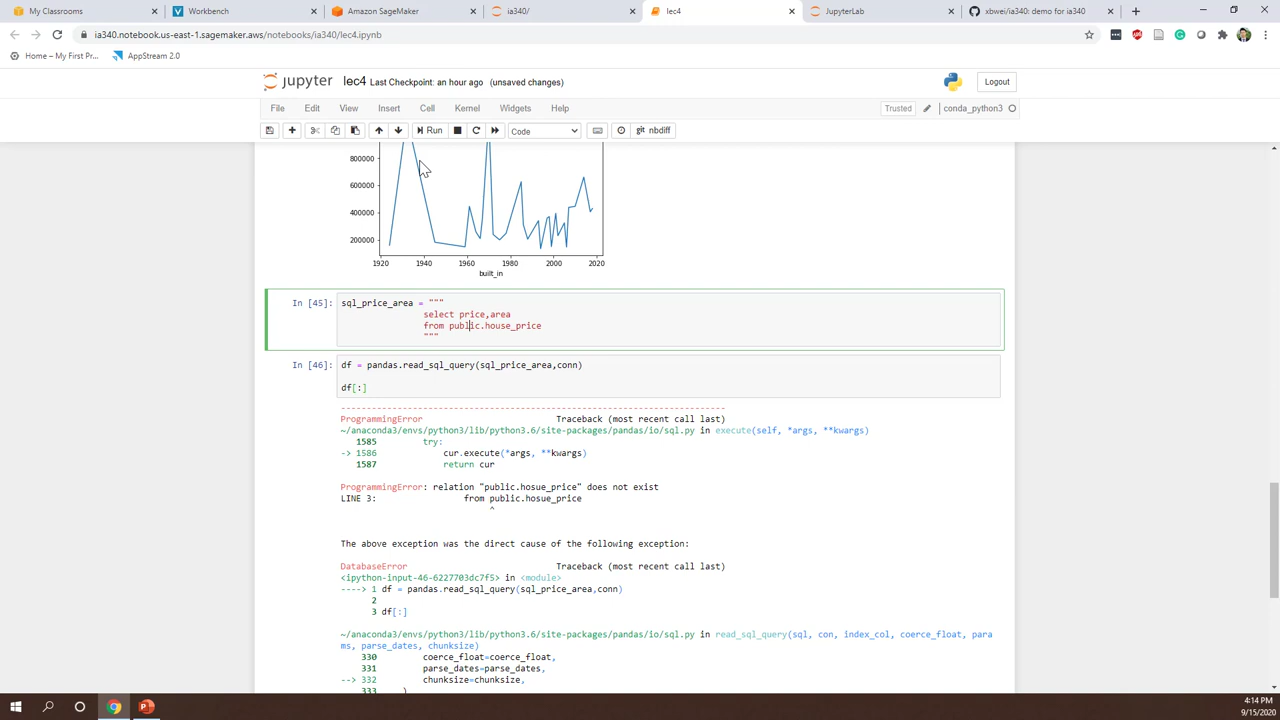 My Classrooms
Workbench
Amazon SageMaker
ia340/
lec4
JupyterLab
xbwei/ia340: demo for ia340
ia340.notebook.us-east-1.sagemaker.aws/notebooks/ia340/lec4.ipynb
Home – My First Pr...
AppStream 2.0
jupyter lec4 Last Checkpoint: an hour ago (unsaved changes)
Logout
File Edit View Insert Cell Kernel Widgets Help
Trusted
conda_python3
Run
Code
git nbdiff
800000
600000
400000
200000
1920 1940 1960 1980 2000 2020
built_in
In [45]: sql_price_area = """
select price,area
from public.house_price
"""
In [46]: df = pandas.read_sql_query(sql_price_area,conn)
df[:]
---------------------------------------------------------------------------
ProgrammingError Traceback (most recent call last)
~/anaconda3/envs/python3/lib/python3.6/site-packages/pandas/io/sql.py in execute(self, *args, **kwargs)
1585 try:
-> 1586 cur.execute(*args, **kwargs)
1587 return cur
ProgrammingError: relation "public.hosue_price" does not exist
LINE 3: from public.hosue_price
^
The above exception was the direct cause of the following exception:
DatabaseError Traceback (most recent call last)
<ipython-input-46-6227703dc7f5> in <module>
----> 1 df = pandas.read_sql_query(sql_price_area,conn)
2
3 df[:]
~/anaconda3/envs/python3/lib/python3.6/site-packages/pandas/io/sql.py in read_sql_query(sql, con, index_col, coerce_float, para
ms, parse_dates, chunksize)
330 coerce_float=coerce_float,
331 parse_dates=parse_dates,
--> 332 chunksize=chunksize,
333 )
4:14 PM
9/15/2020